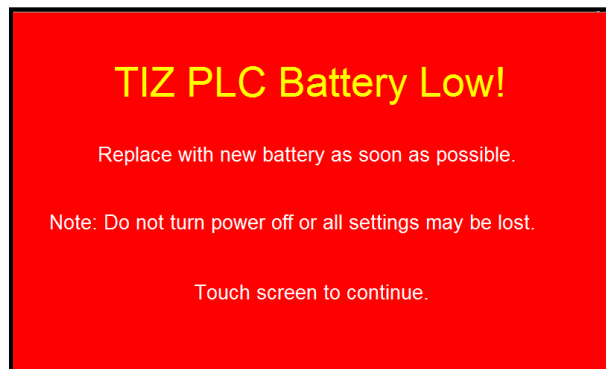 TIZ PLC Battery Low!
Replace with new battery as soon as possible.
Note: Do not turn power off or all settings may be lost.
Touch screen to continue.